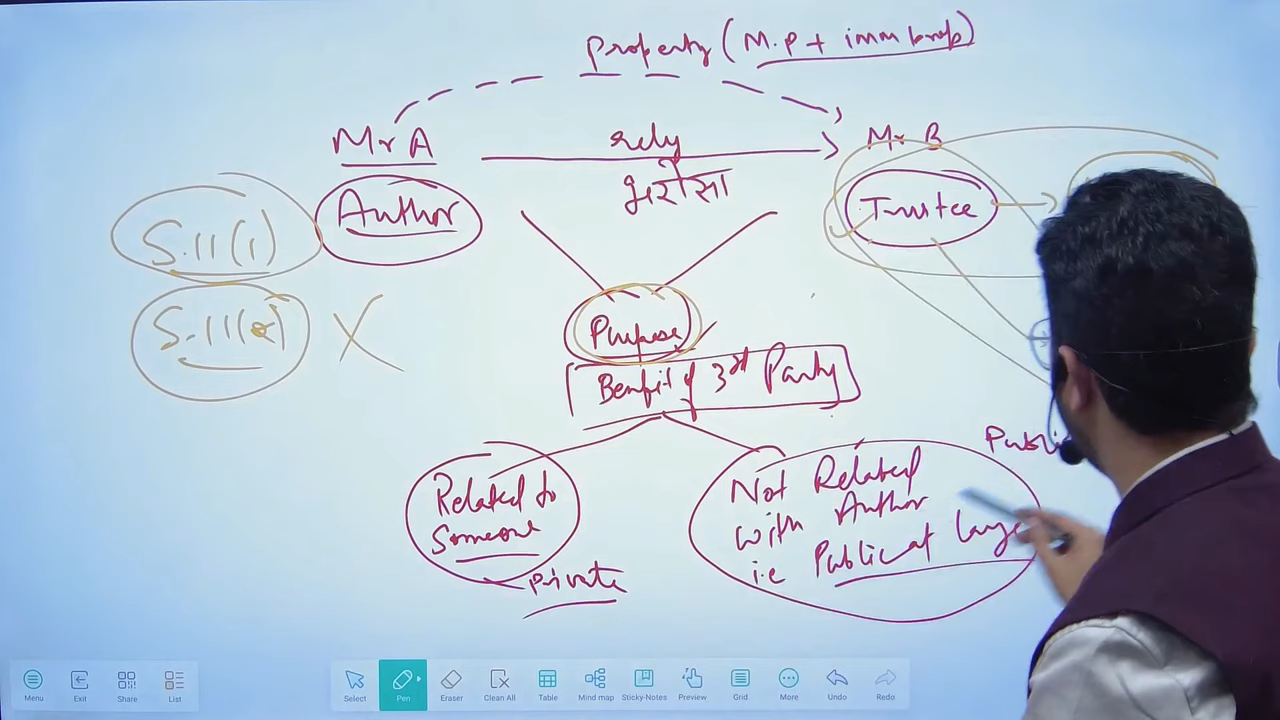 Property (M.P + imm prop)
Mr A
rely
Mr B
भरोसा
Author
Trustee
S.11(1)
S.11(2)
Purpose
Benefit of 3rd Party
Public
Related to
Someone
private
Not Related
with Author
i.e Public at large
Menu
Exit
Share
List
Select
Pen
Eraser
Clean All
Table
Mind map
Sticky-Notes
Preview
Grid
More
Undo
Redo